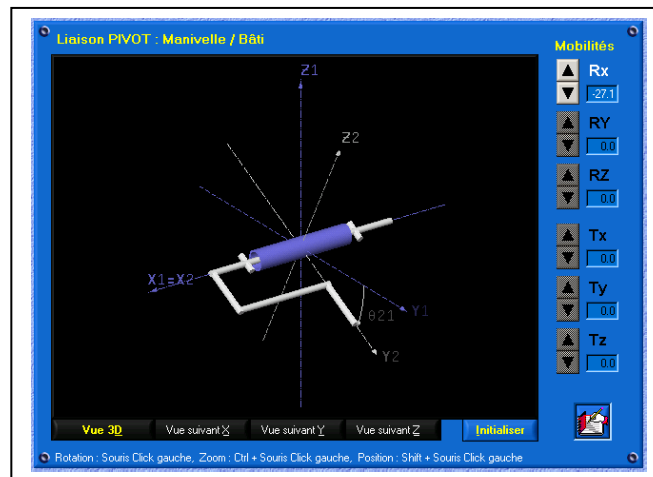 Liaison PIVOT : Manivelle / Bâti
Mobilités
Z1
Rx
-27.1
RY
0.0
Z2
RZ
0.0
Tx
0.0
X1=X2
Y1
θ21
Ty
0.0
Y2
Tz
0.0
Vue 3D
Vue suivant X
Vue suivant Y
Vue suivant Z
Initialiser
Rotation : Souris Click gauche, Zoom : Ctrl + Souris Click gauche, Position : Shift + Souris Click gauche